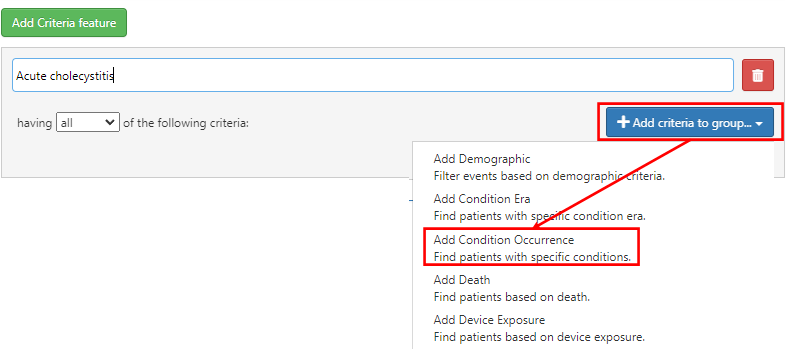 Add Criteria feature
Acute cholecystitis
having all of the following criteria:
Add criteria to group...
Add Demographic
Filter events based on demographic criteria.
Add Condition Era
Find patients with specific condition era.
Add Condition Occurrence
Find patients with specific conditions.
Add Death
Find patients based on death.
Add Device Exposure
Find patients based on device exposure.